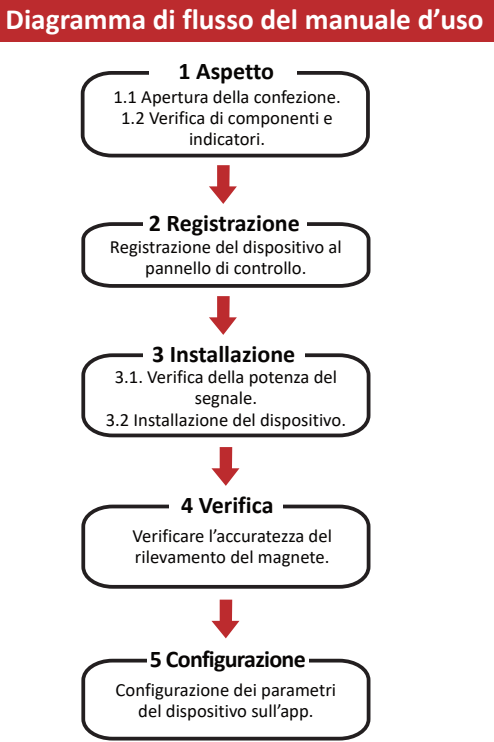 Diagramma di flusso del manuale d’uso
1 Aspetto
1.1 Apertura della confezione.
1.2 Verifica di componenti e
indicatori.
2 Registrazione
Registrazione del dispositivo al
pannello di controllo.
3 Installazione
3.1. Verifica della potenza del
segnale.
3.2 Installazione del dispositivo.
4 Verifica
Verificare l’accuratezza del
rilevamento del magnete.
5 Configurazione
Configurazione dei parametri
del dispositivo sull’app.